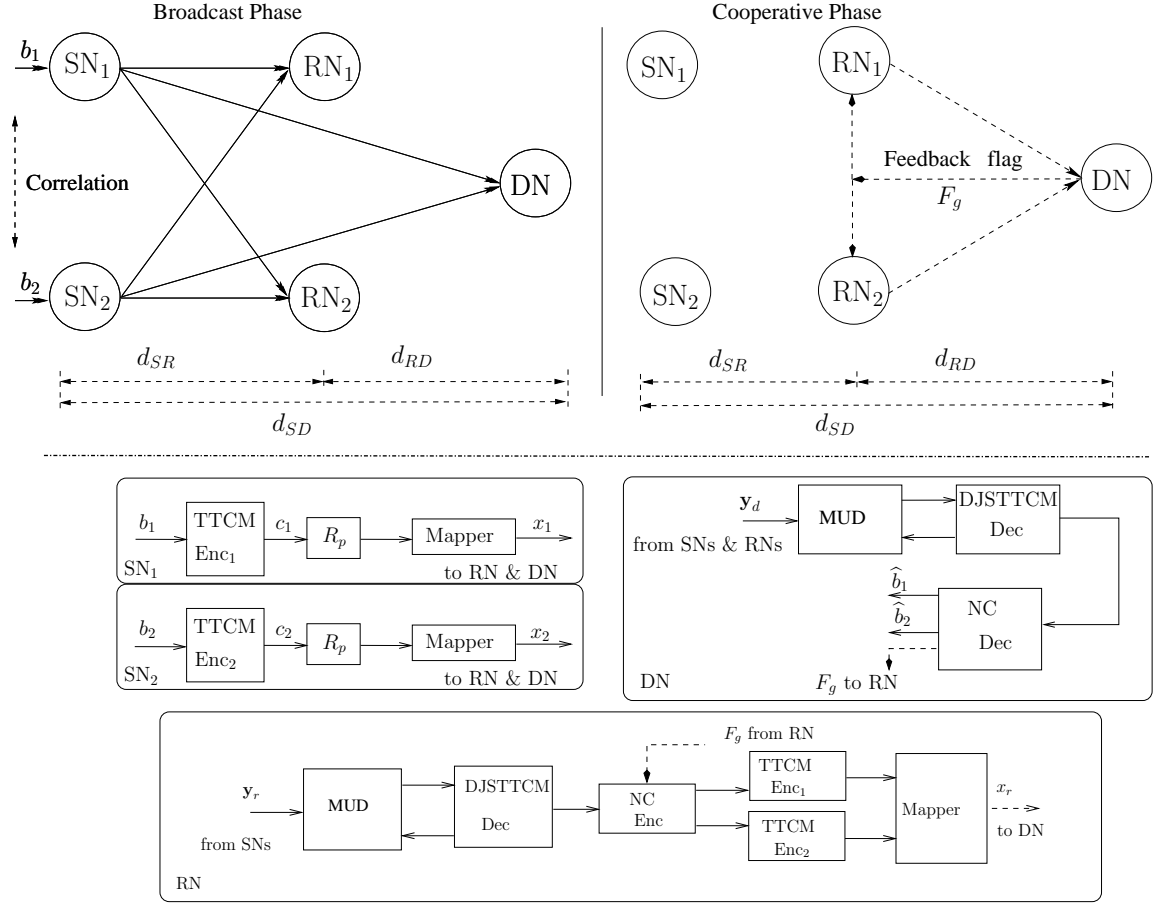 Broadcast Phase
b1
SN1
RN1
Correlation
DN
b2
SN2
RN2
dSR
dRD
dSD
Cooperative Phase
SN1
RN1
Feedback flag
Fg
DN
SN2
RN2
dSR
dRD
dSD
b1
TTCM
Enc1
c1
Rp
Mapper
x1
SN1
to RN & DN
b2
TTCM
Enc2
c2
Rp
Mapper
x2
SN2
to RN & DN
yd
from SNs & RNs
MUD
DJSTTCM
Dec
b̂1
b̂2
NC
Dec
Fg to RN
DN
Fg from RN
yr
from SNs
MUD
DJSTTCM
Dec
NC
Enc
TTCM
Enc1
TTCM
Enc2
Mapper
xr
to DN
RN